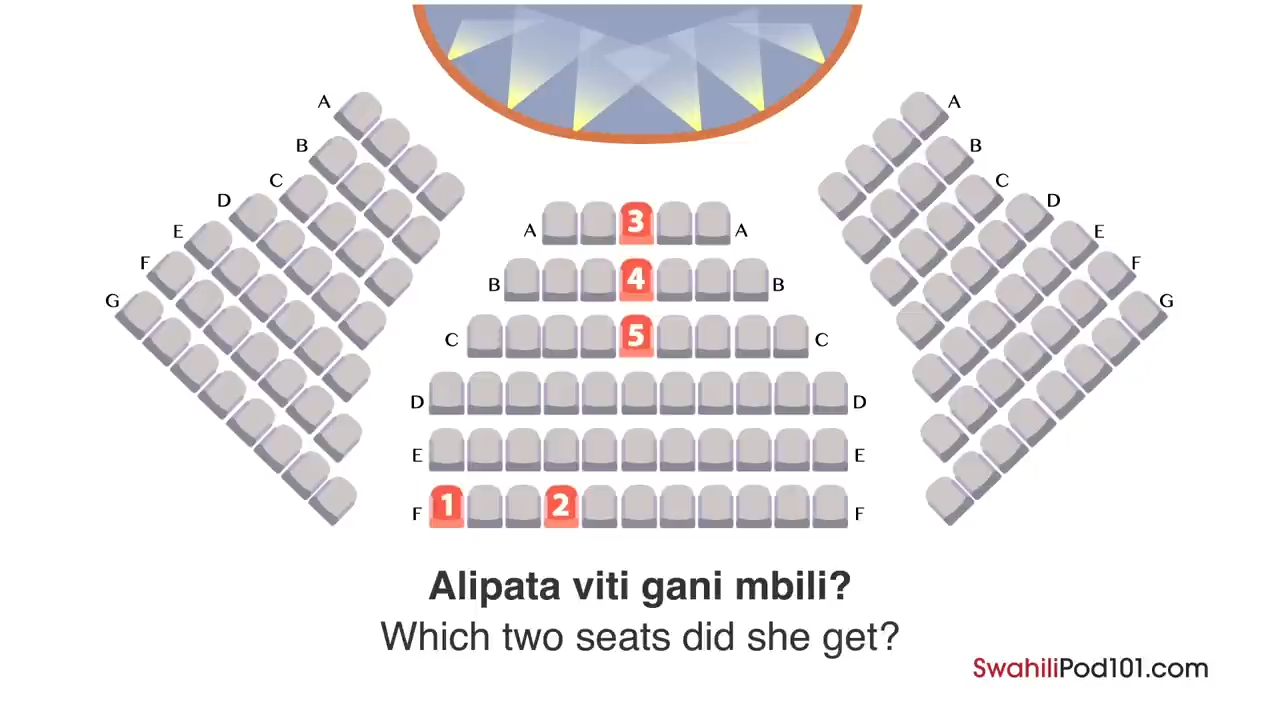 A A
B B
C C
D D
E E
F F
G G
A 3 A
B 4 B
C 5 C
D D
E E
F 1 2 F
Alipata viti gani mbili?
Which two seats did she get?
SwahiliPod101.com